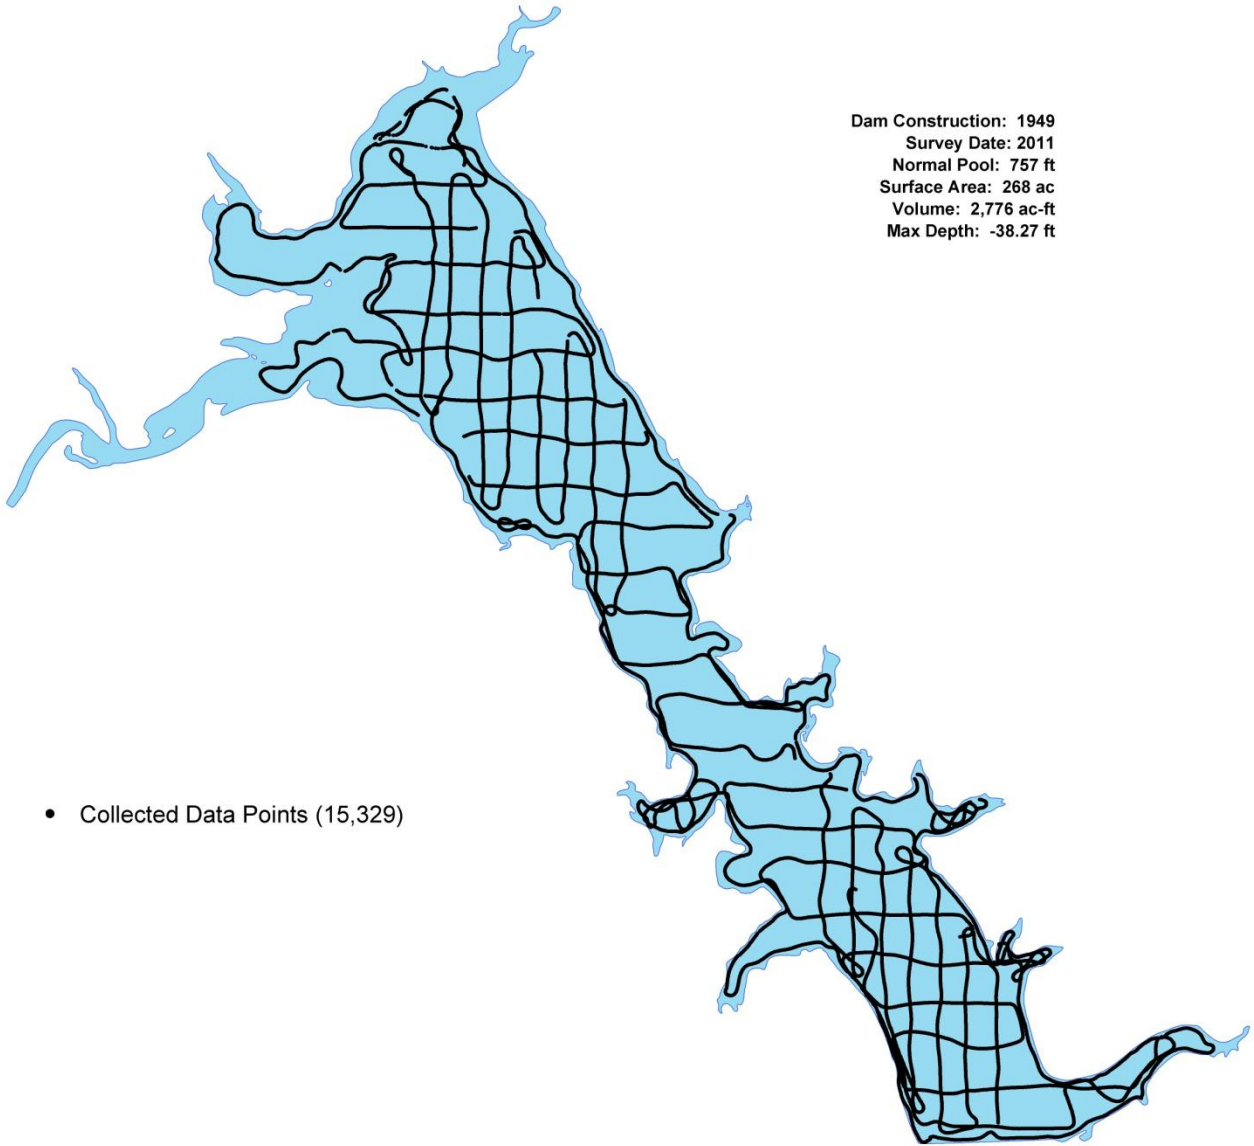 Dam Construction: 1949
Survey Date: 2011
Normal Pool: 757 ft
Surface Area: 268 ac
Volume: 2,776 ac-ft
Max Depth: -38.27 ft
• Collected Data Points (15,329)